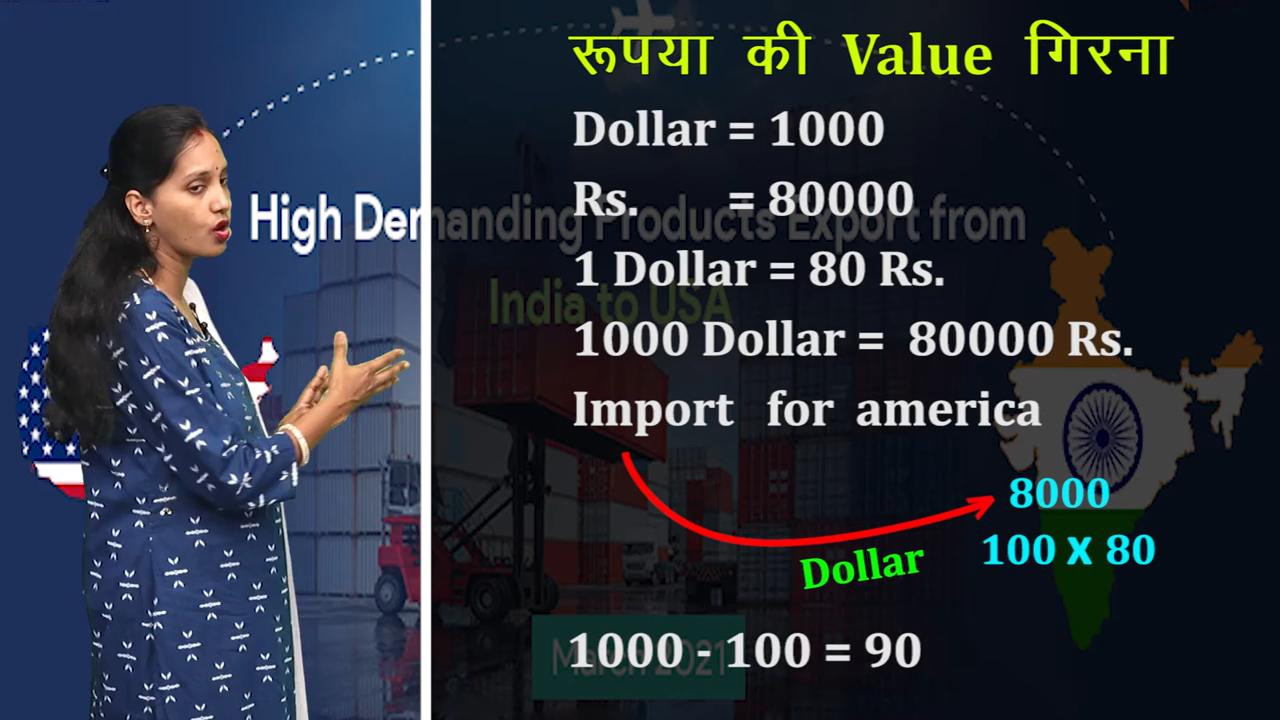 रूपया की Value गिरना
Dollar = 1000
Rs. = 80000
High Demanding Products Export from
1 Dollar = 80 Rs.
India to USA
1000 Dollar = 80000 Rs.
Import for america
8000
Dollar
100 X 80
1000 - 100 = 90
March 2021